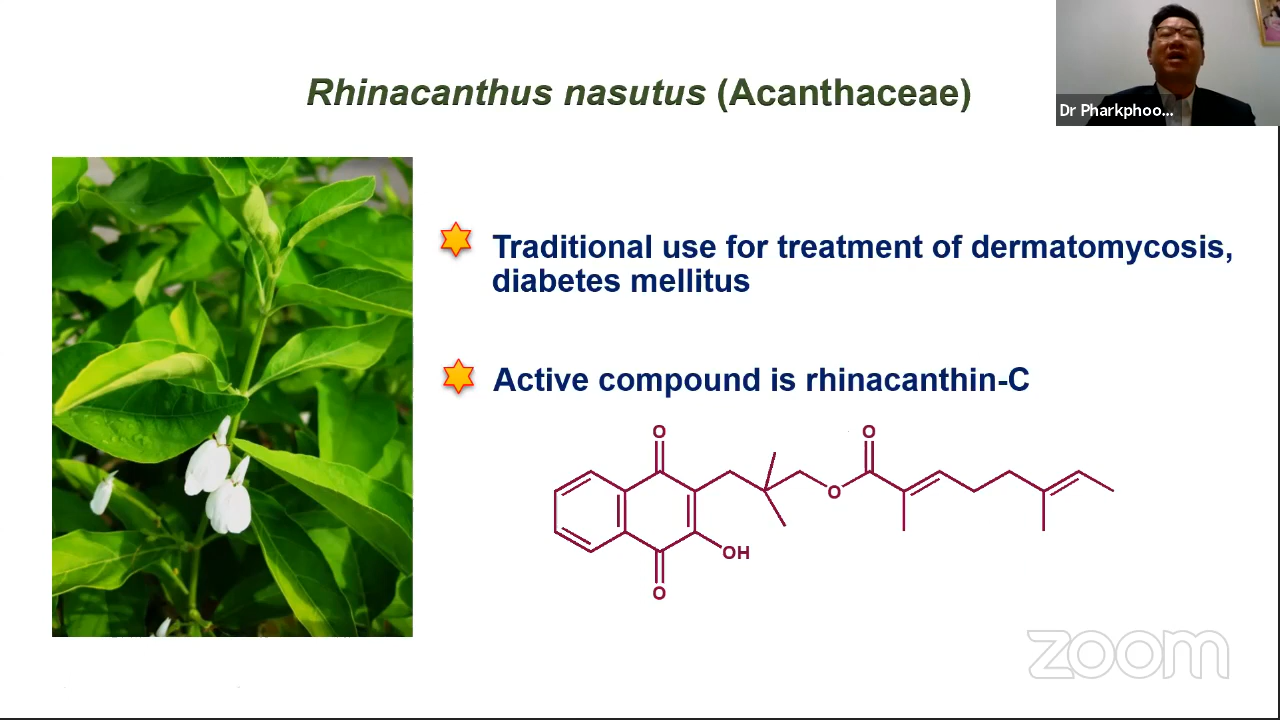 Rhinacanthus nasutus (Acanthaceae)
Dr Pharkphoo...
Traditional use for treatment of dermatomycosis,
diabetes mellitus
Active compound is rhinacanthin-C
O
O
O
OH
O
zoom